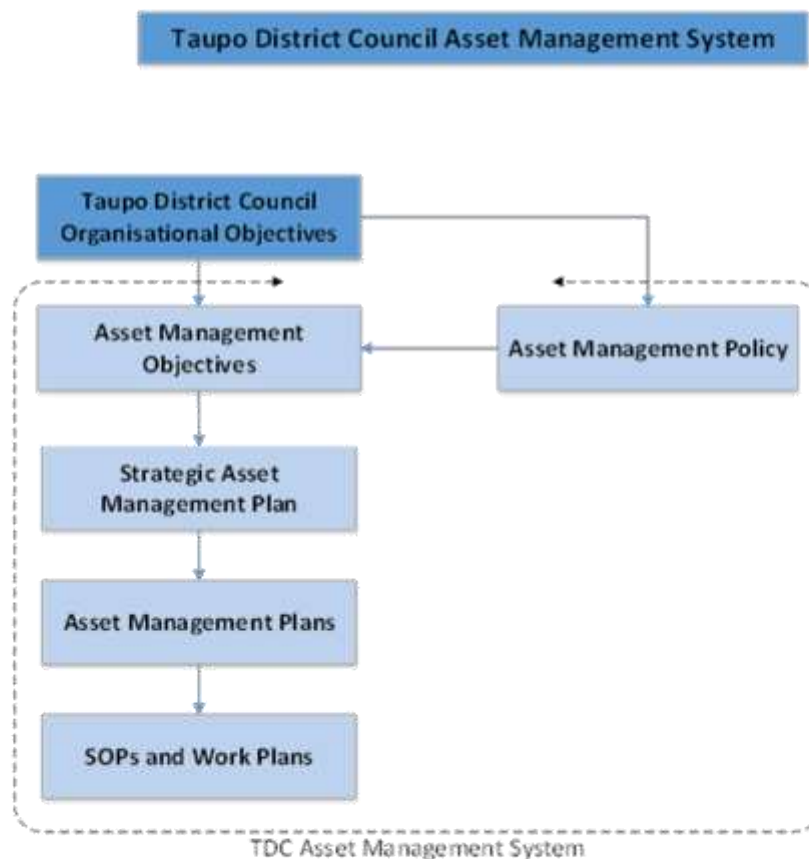 Taupo District Council Asset Management System
Taupo District Council
Organisational Objectives
Asset Management
Objectives
Asset Management Policy
Strategic Asset
Management Plan
Asset Management Plans
SOPs and Work Plans
TDC Asset Management System